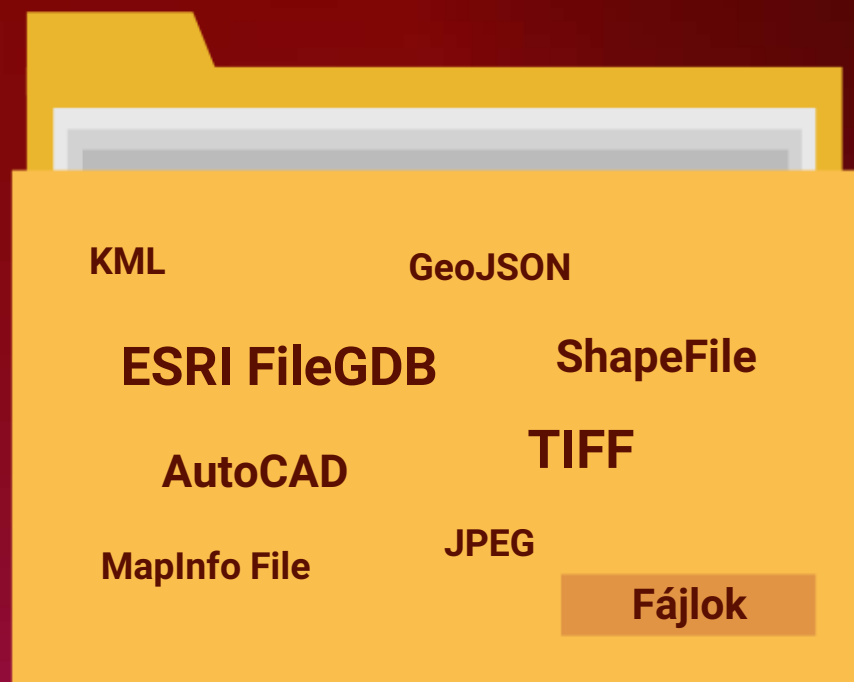 KML
GeoJSON
ESRI FileGDB
ShapeFile
AutoCAD
TIFF
MapInfo File
JPEG
Fájlok